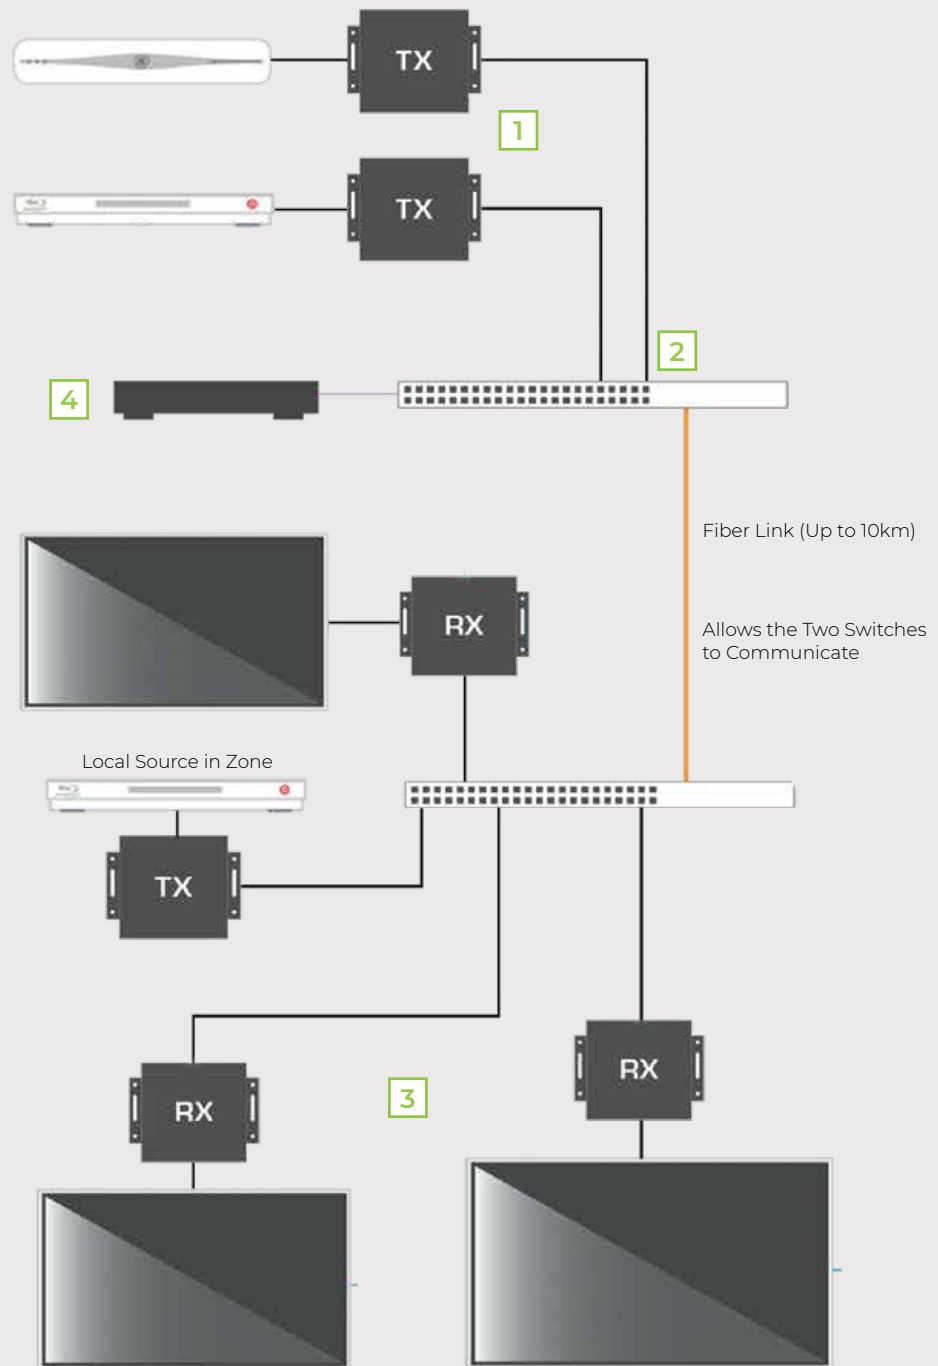 TX
1
TX
2
4
Fiber Link (Up to 10km)
RX
Allows the Two Switches
to Communicate
Local Source in Zone
TX
RX
3
RX